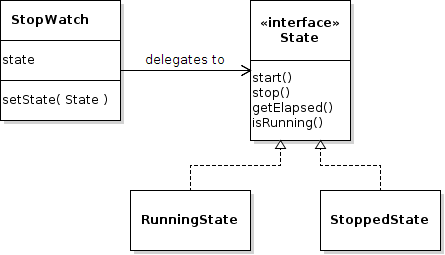 StopWatch
state
setState( State )
delegates to
«interface»
State
start()
stop()
getElapsed()
isRunning()
RunningState
StoppedState